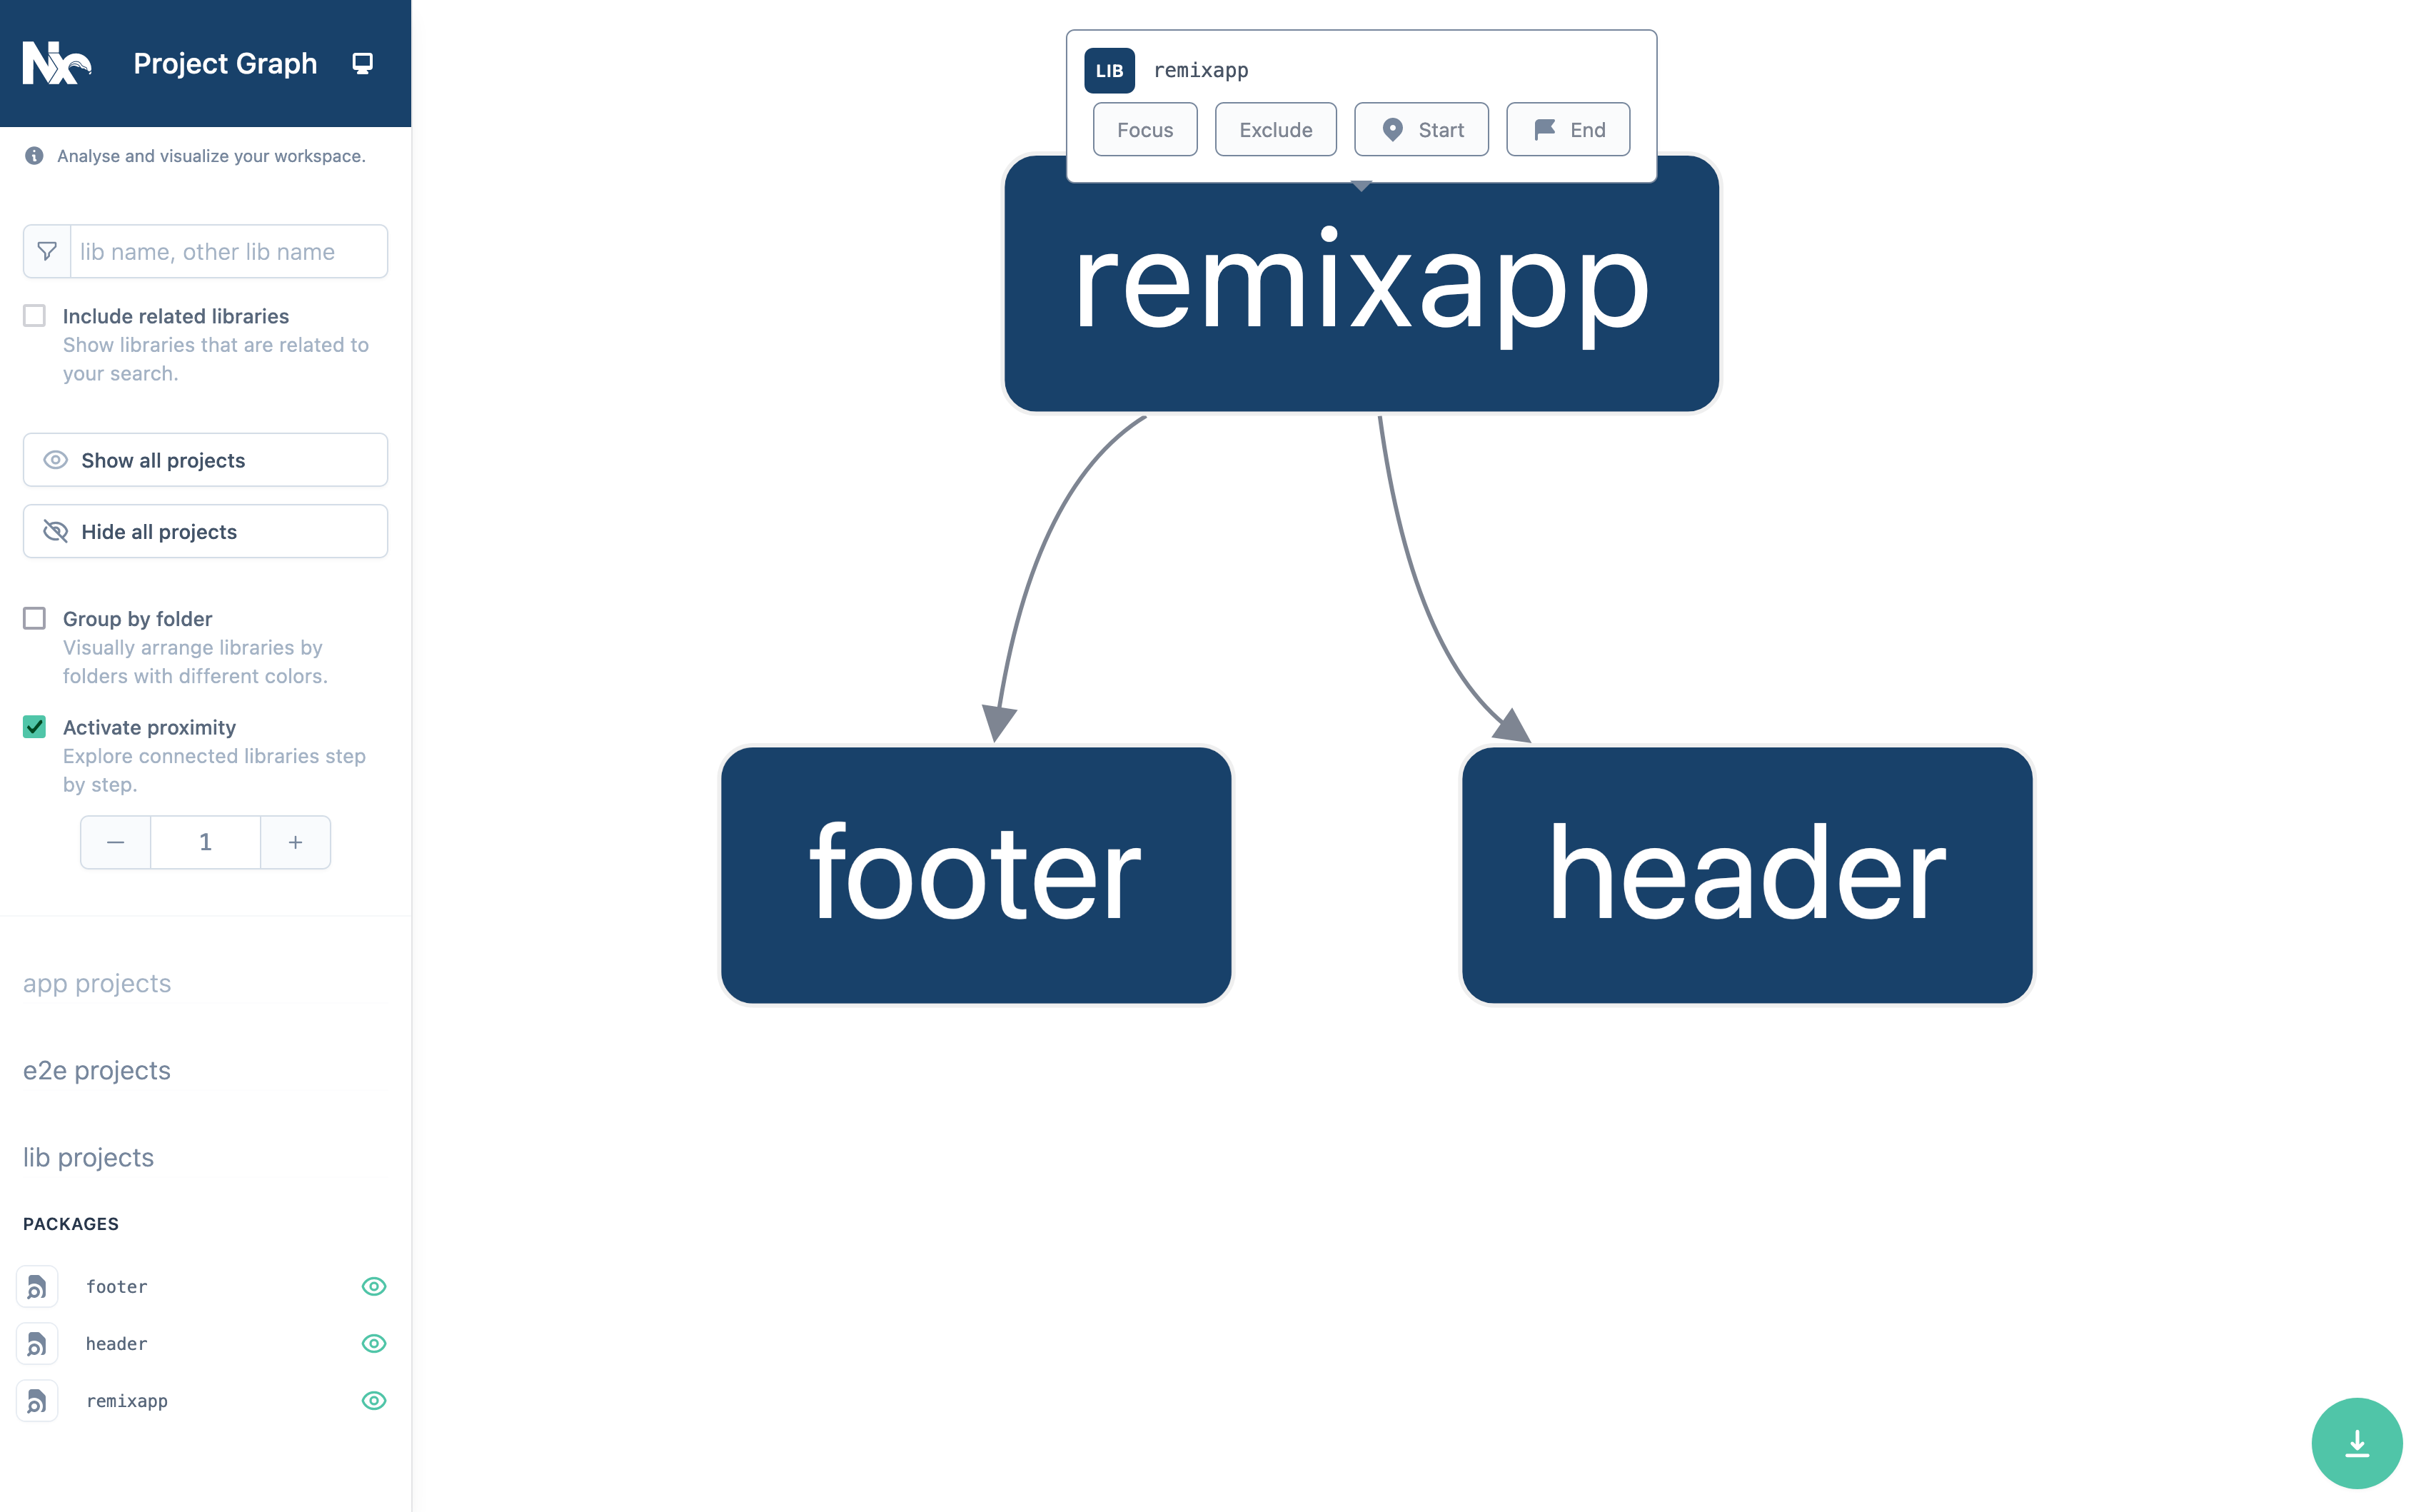 Nx
Project Graph
Analyse and visualize your workspace.
lib name, other lib name
Include related libraries
Show libraries that are related to
your search.
Show all projects
Hide all projects
Group by folder
Visually arrange libraries by
folders with different colors.
Activate proximity
Explore connected libraries step
by step.
— 1 +
app projects
e2e projects
lib projects
PACKAGES
footer
header
remixapp
LIB remixapp
Focus Exclude Start End
remixapp
footer header